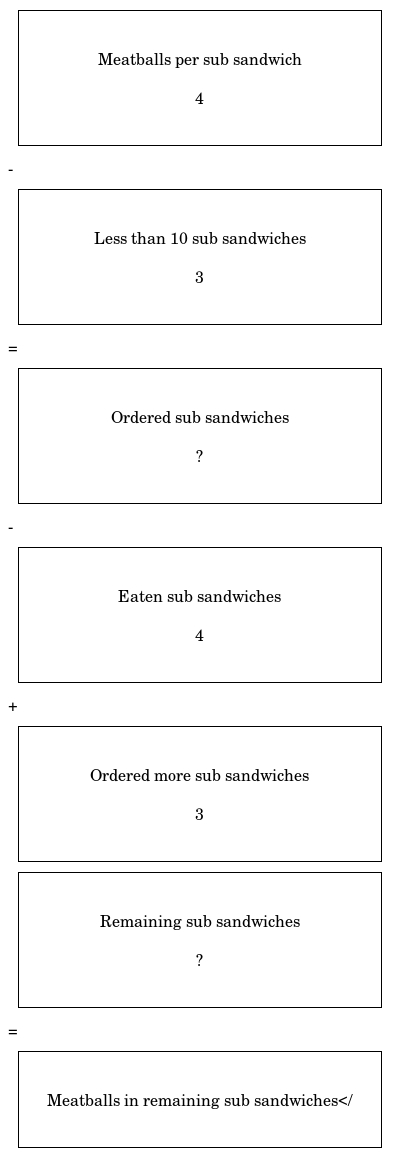 Meatballs per sub sandwich
4
-
Less than 10 sub sandwiches
3
=
Ordered sub sandwiches
?
-
Eaten sub sandwiches
4
+
Ordered more sub sandwiches
3
Remaining sub sandwiches
?
=
Meatballs in remaining sub sandwiches</